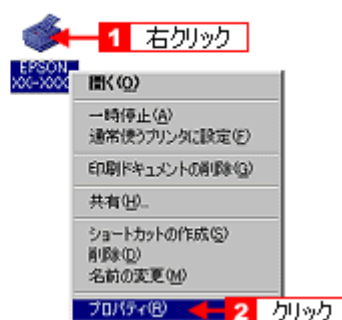 1 右クリック
EPSON
XX-XXXX
開く(O)
一時停止(A)
通常使うプリンタに設定(F)
印刷ドキュメントの削除(G)
共有(H)...
ショートカットの作成(S)
削除(D)
名前の変更(M)
プロパティ(R)
2 クリック